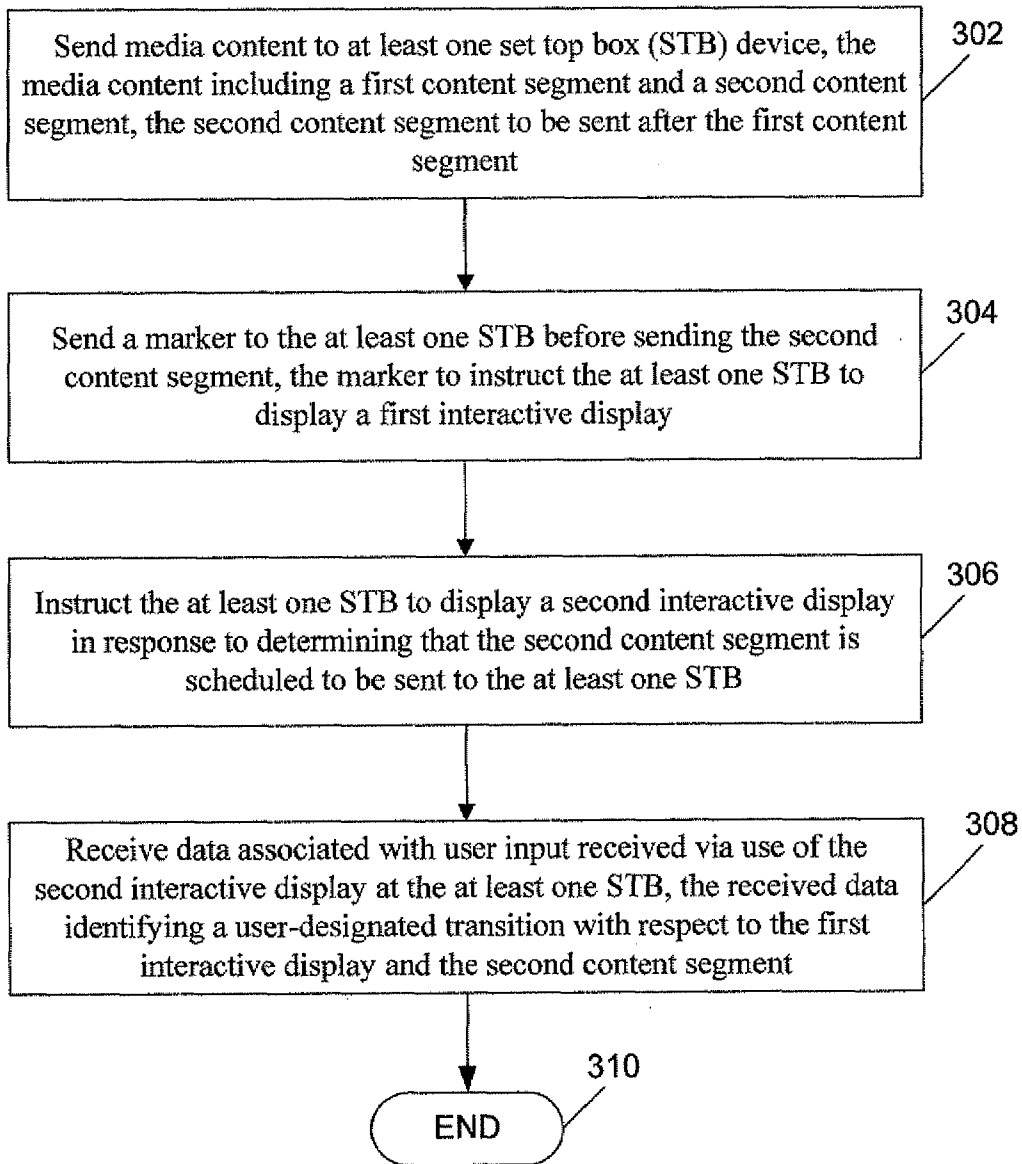 Send media content to at least one set top box (STB) device, the
media content including a first content segment and a second content
segment, the second content segment to be sent after the first content
segment
302
Send a marker to the at least one STB before sending the second
content segment, the marker to instruct the at least one STB to
display a first interactive display
304
Instruct the at least one STB to display a second interactive display
in response to determining that the second content segment is
scheduled to be sent to the at least one STB
306
Receive data associated with user input received via use of the
second interactive display at the at least one STB, the received data
identifying a user-designated transition with respect to the first
interactive display and the second content segment
308
END
310